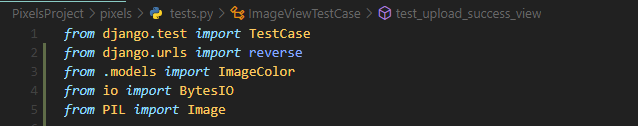 PixelsProject > pixels > tests.py > ImageViewTestCase > test_upload_success_view
1 from django.test import TestCase
2 from django.urls import reverse
3 from .models import ImageColor
4 from io import BytesIO
5 from PIL import Image